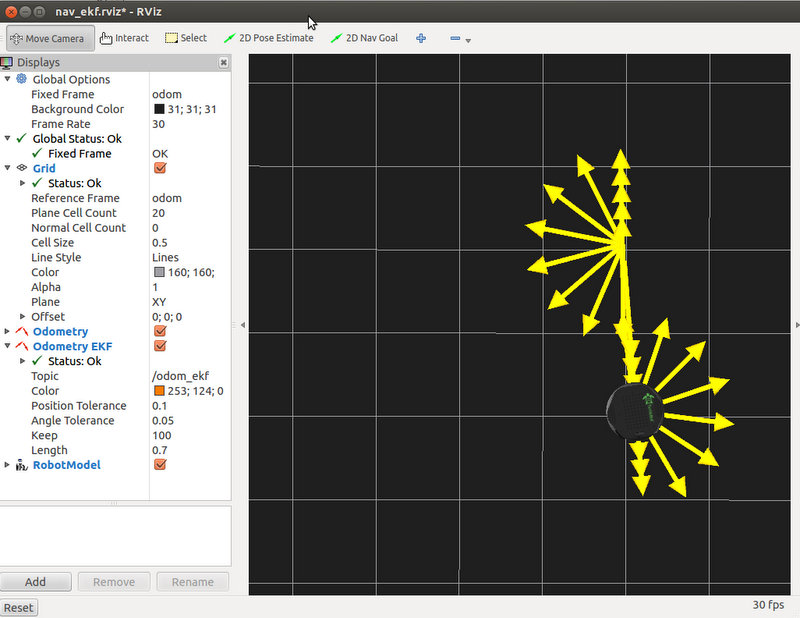 nav_ekf.rviz* - RViz
Move Camera Interact Select 2D Pose Estimate 2D Nav Goal
Displays
Global Options
Fixed Frame odom
Background Color 31; 31; 31
Frame Rate 30
Global Status: Ok
Fixed Frame OK
Grid
Status: Ok
Reference Frame odom
Plane Cell Count 20
Normal Cell Count 0
Cell Size 0.5
Line Style Lines
Color 160; 160;
Alpha 1
Plane XY
Offset 0; 0; 0
Odometry
Odometry EKF
Status: Ok
Topic /odom_ekf
Color 253; 124; 0
Position Tolerance 0.1
Angle Tolerance 0.05
Keep 100
Length 0.7
RobotModel
Add Remove Rename
Reset 30 fps